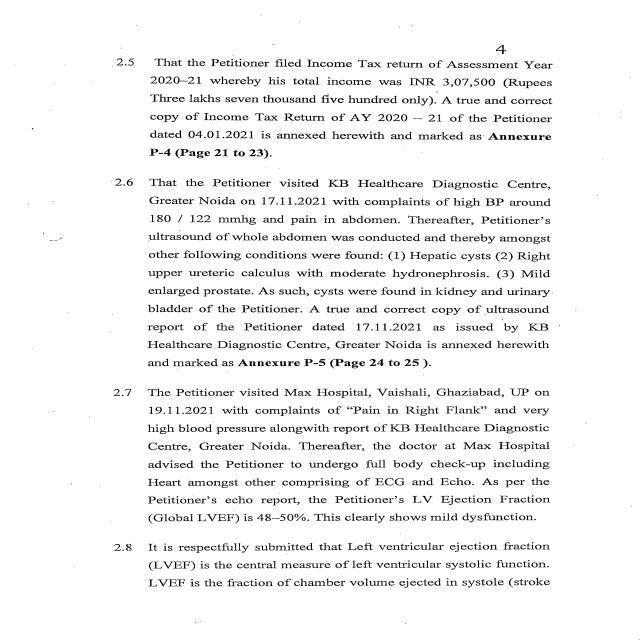 4
2.5 That the Petitioner filed Income Tax return of Assessment Year
2020–21 whereby his total income was INR 3,07,500 (Rupees
Three lakhs seven thousand five hundred only). A true and correct
copy of Income Tax Return of AY 2020 – 21 of the Petitioner
dated 04.01.2021 is annexed herewith and marked as Annexure
P-4 (Page 21 to 23).
2.6 That the Petitioner visited KB Healthcare Diagnostic Centre,
Greater Noida on 17.11.2021 with complaints of high BP around
180 / 122 mmhg and pain in abdomen. Thereafter, Petitioner's
ultrasound of whole abdomen was conducted and thereby amongst
other following conditions were found: (1) Hepatic cysts (2) Right
upper ureteric calculus with moderate hydronephrosis. (3) Mild
enlarged prostate. As such, cysts were found in kidney and urinary
bladder of the Petitioner. A true and correct copy of ultrasound
report of the Petitioner dated 17.11.2021 as issued by KB
Healthcare Diagnostic Centre, Greater Noida is annexed herewith
and marked as Annexure P-5 (Page 24 to 25 ).
2.7 The Petitioner visited Max Hospital, Vaishali, Ghaziabad, UP on
19.11.2021 with complaints of "Pain in Right Flank" and very
high blood pressure alongwith report of KB Healthcare Diagnostic
Centre, Greater Noida. Thereafter, the doctor at Max Hospital
advised the Petitioner to undergo full body check-up including
Heart amongst other comprising of ECG and Echo. As per the
Petitioner's echo report, the Petitioner's LV Ejection Fraction
(Global LVEF) is 48–50%. This clearly shows mild dysfunction.
2.8 It is respectfully submitted that Left ventricular ejection fraction
(LVEF) is the central measure of left ventricular systolic function.
LVEF is the fraction of chamber volume ejected in systole (stroke